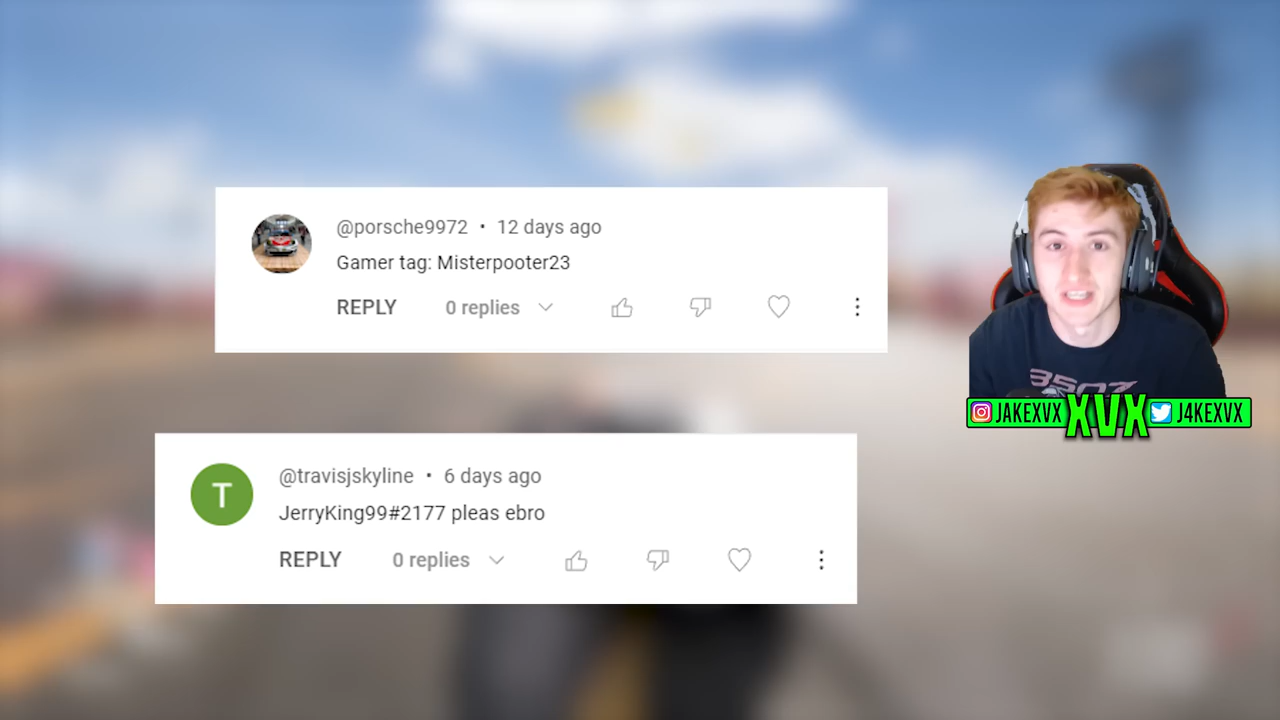 @porsche9972 • 12 days ago
Gamer tag: Misterpooter23
REPLY 0 replies
@travisjskyline • 6 days ago
T
JerryKing99#2177 pleas ebro
REPLY 0 replies
JAKEXVX XVX J4KEXVX